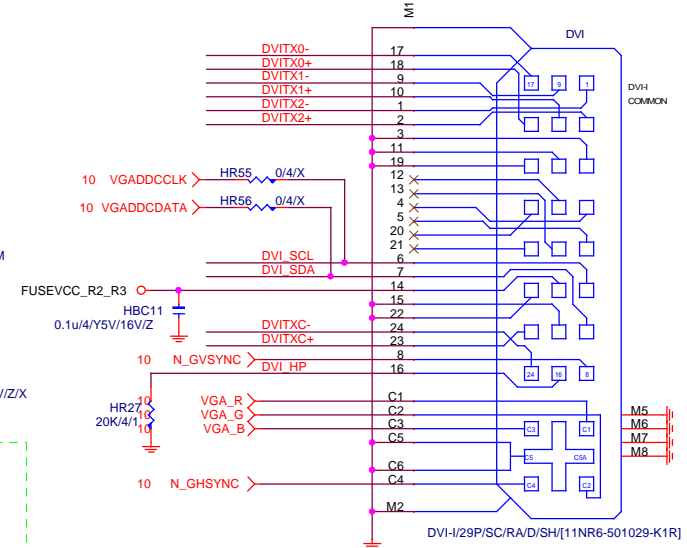 M1
DVI
DVITX0- 17
DVITX0+ 18
DVITX1- 9
DVITX1+ 10
DVITX2- 1
DVITX2+ 2
17 9 1
DVI-I
COMMON
3
11
19
10 VGADDCCLK HR55 0/4/X 12
13
10 VGADDCDATA HR56 0/4/X 4
5
20
21
M
DVI_SCL 6
DVI_SDA 7
FUSEVCC_R2_R3 14
HBC11 15
0.1u/4/Y5V/16V/Z 22
DVITXC- 24
DVITXC+ 23
10 N_GVSYNC 8
DVI_HP 16
24 16 8
V/Z/X
10 VGA_R C1
HR27 10 VGA_G C2
20K/4/1 10 VGA_B C3
C5
C6
10 N_GHSYNC C4
M2
C3 C1
C5 C5A
C4 C2
M5
M6
M7
M8
DVI-I/29P/SC/RA/D/SH/[11NR6-501029-K1R]